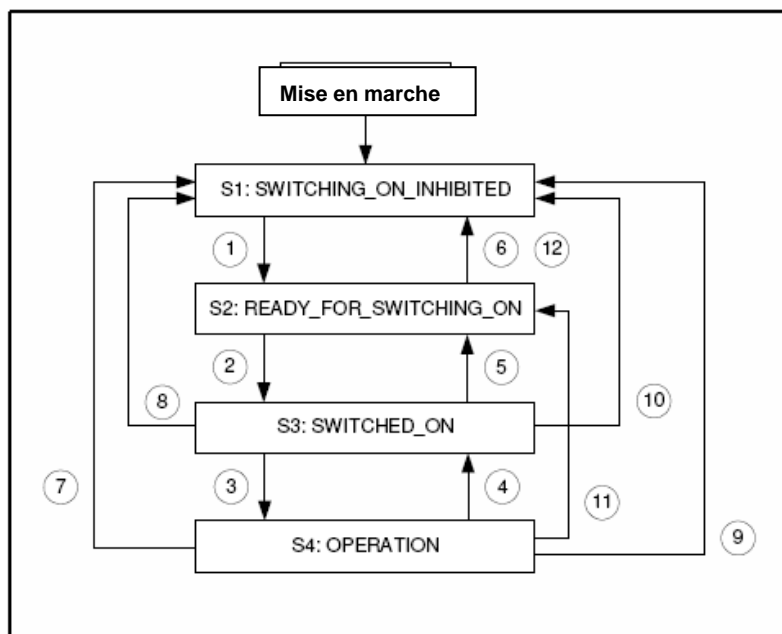 Mise en marche
S1: SWITCHING_ON_INHIBITED
1
6
12
S2: READY_FOR_SWITCHING_ON
2
5
8
10
S3: SWITCHED_ON
7
3
4
11
9
S4: OPERATION